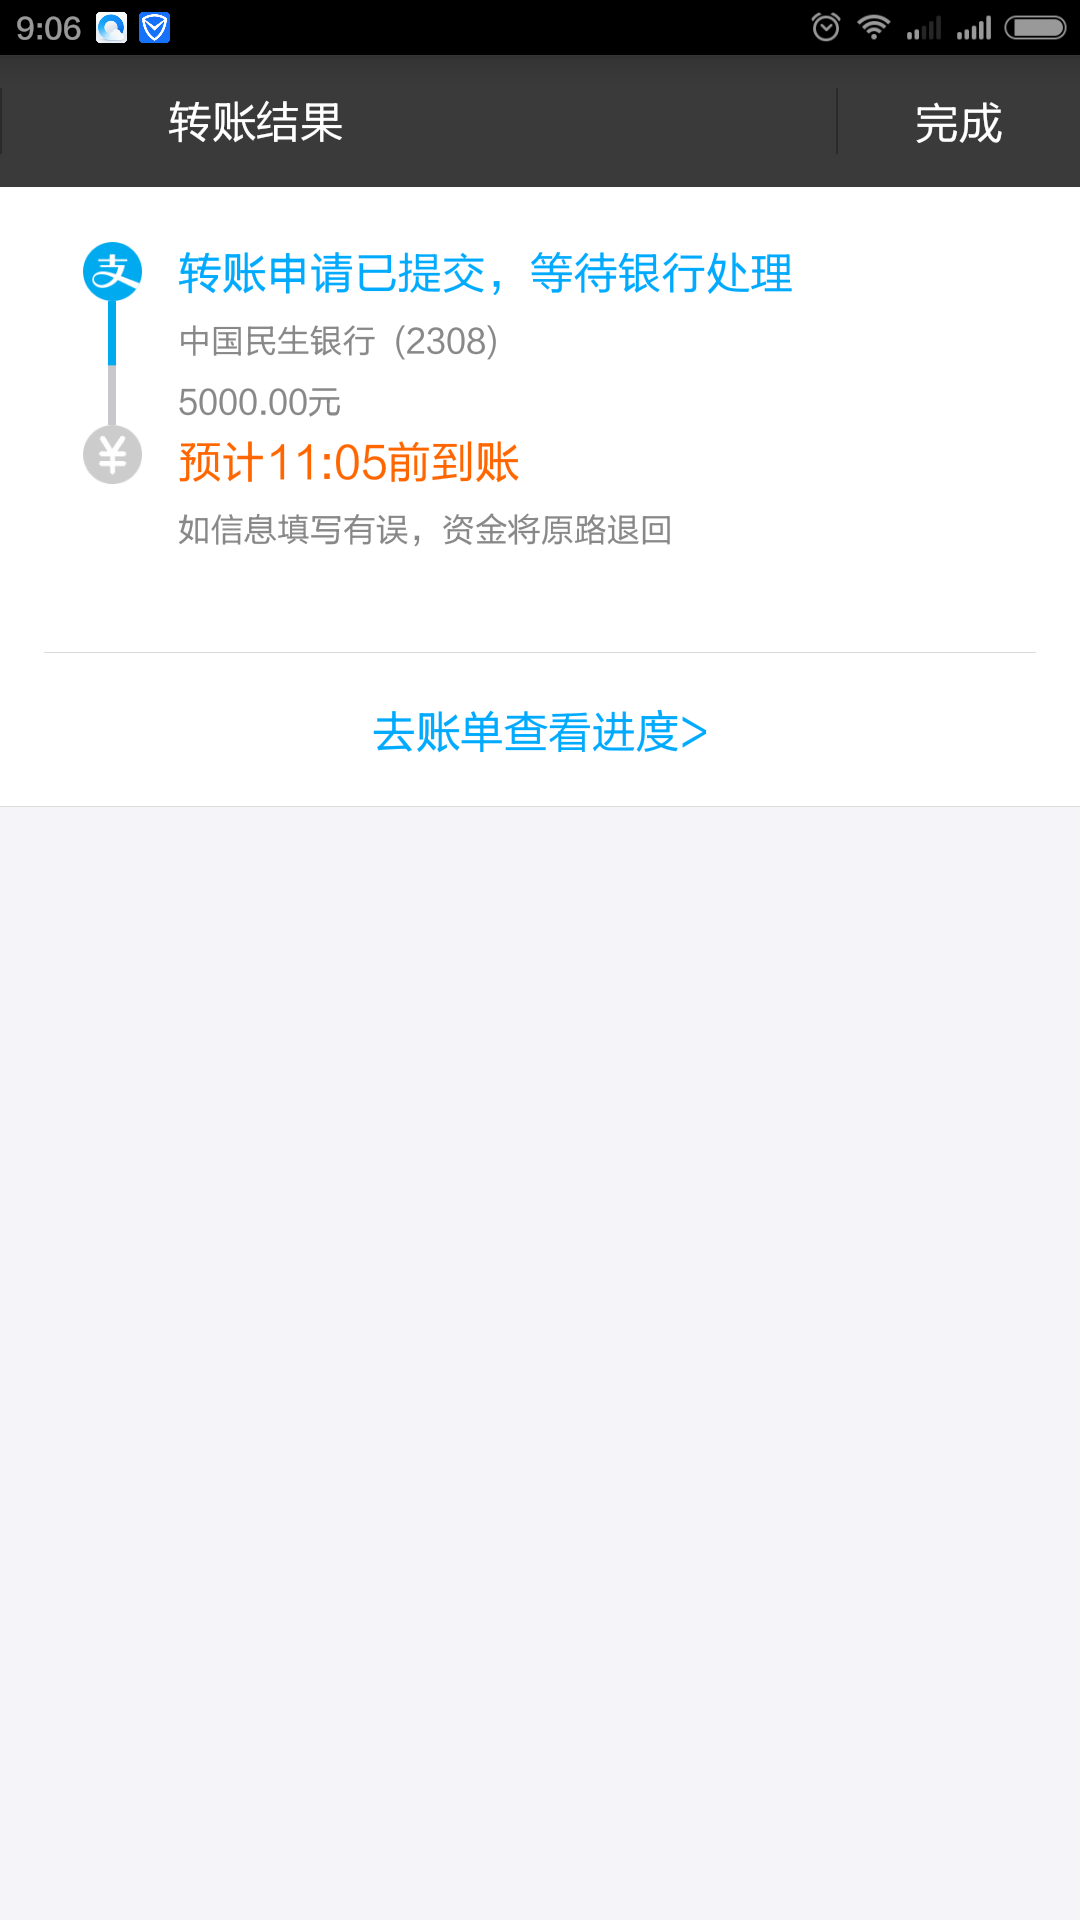 9:06
转账结果
完成
支
转账申请已提交，等待银行处理
中国民生银行（2308）
5000.00元
¥
预计11:05前到账
如信息填写有误，资金将原路退回
去账单查看进度>